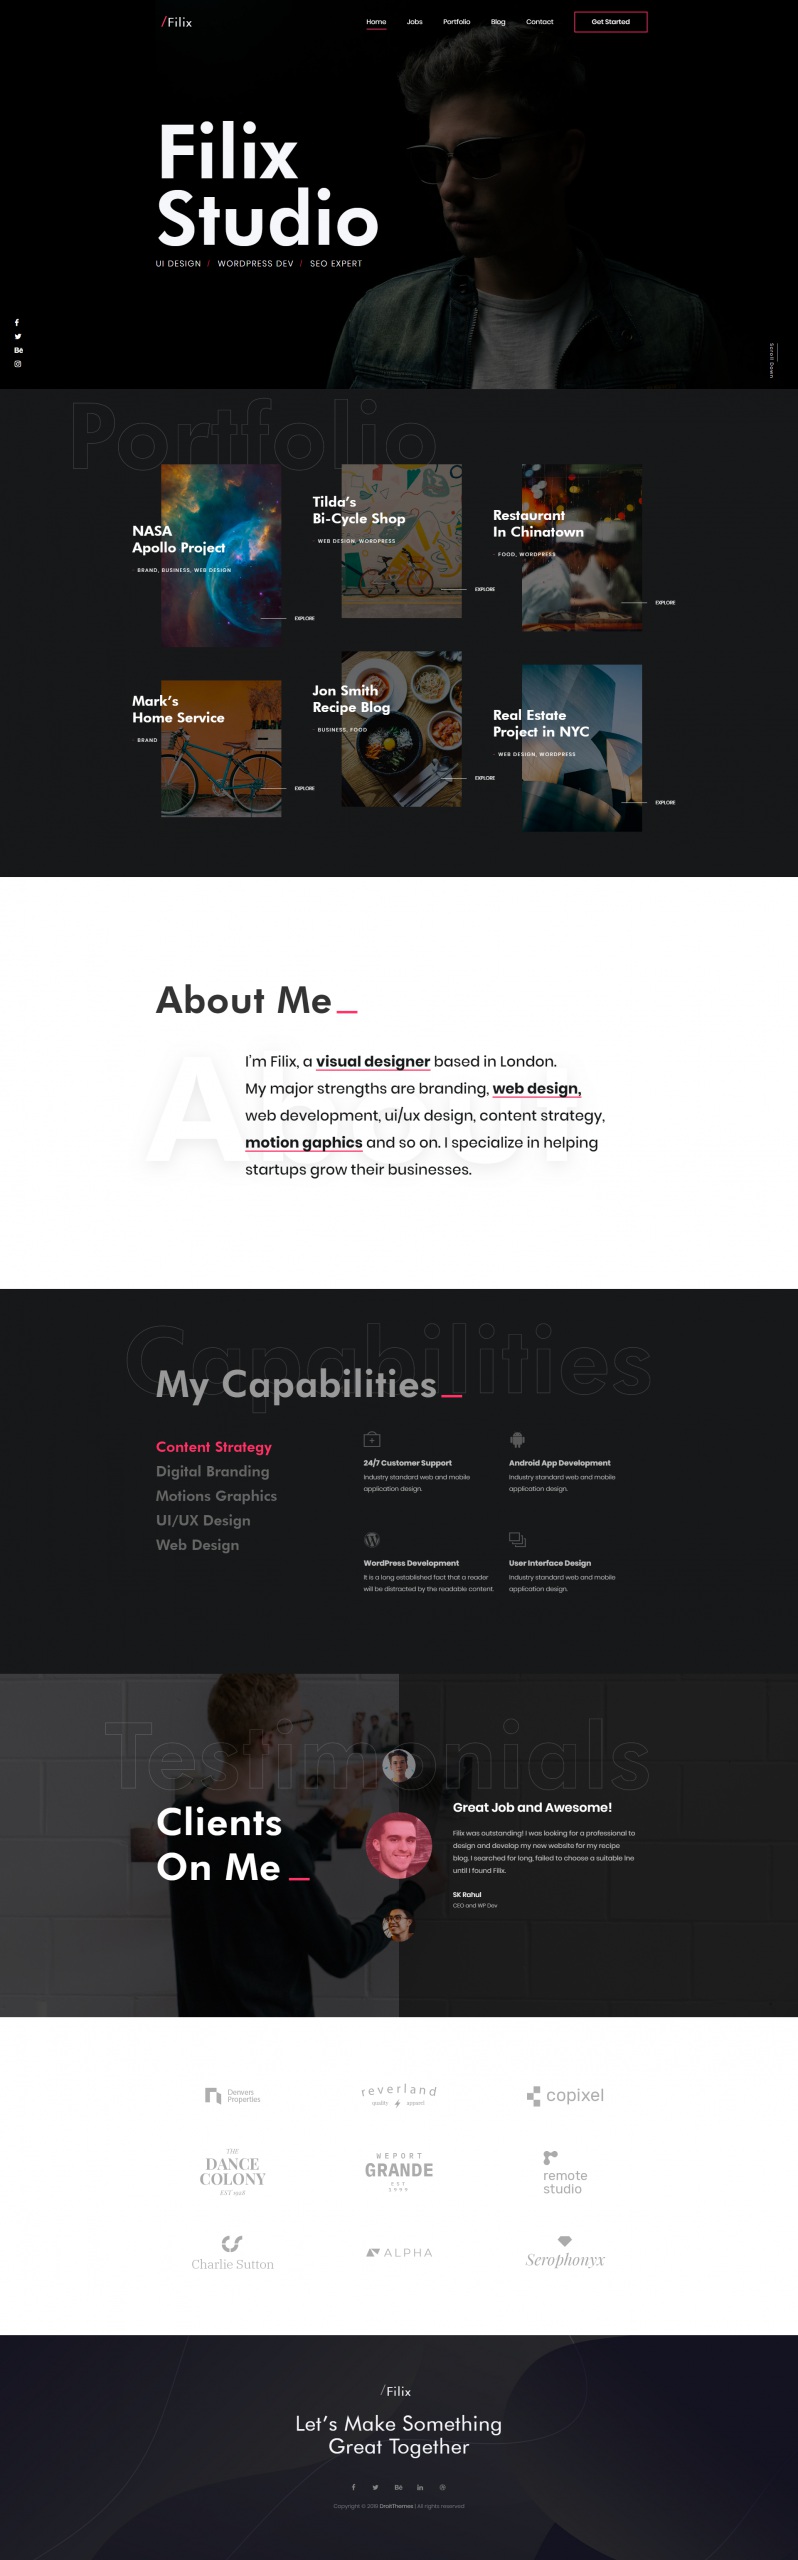 /Filix
Home Jobs Portfolio Blog Contact Get Started
Filix
Studio
UI DESIGN / WORDPRESS DEV / SEO EXPERT
Bē
Scroll Down
Portfolio
NASA
Apollo Project
BRAND, BUSINESS, WEB DESIGN
EXPLORE
Tilda's
Bi-Cycle Shop
WEB DESIGN, WORDPRESS
EXPLORE
Restaurant
In Chinatown
FOOD, WORDPRESS
EXPLORE
Mark's
Home Service
BRAND
EXPLORE
Jon Smith
Recipe Blog
BUSINESS, FOOD
EXPLORE
Real Estate
Project in NYC
WEB DESIGN, WORDPRESS
EXPLORE
About Me_
About
I'm Filix, a visual designer based in London.
My major strengths are branding, web design,
web development, ui/ux design, content strategy,
motion gaphics and so on. I specialize in helping
startups grow their businesses.
Capabilities
My Capabilities_
Content Strategy
Digital Branding
Motions Graphics
UI/UX Design
Web Design
24/7 Customer Support
Industry standard web and mobile
application design.
Android App Development
Industry standard web and mobile
application design.
WordPress Development
It is a long established fact that a reader
will be distracted by the readable content.
User Interface Design
Industry standard web and mobile
application design.
Testimonials
Clients
On Me_
Great Job and Awesome!
Filix was outstanding! I was looking for a professional to
design and develop my new website for my recipe
blog. I searched for long, failed to choose a suitable lne
until I found Filix.
SK Rahul
CEO and WP Dev
Denvers
Properties
reverland
quality apparel
copixel
THE
DANCE
COLONY
EST 1908
WEPORT
GRANDE
est
1999
remote
studio
Charlie Sutton
ALPHA
Serophonyx
/Filix
Let's Make Something
Great Together
Bē in
Copyright © 2019 DroitThemes | All rights reserved